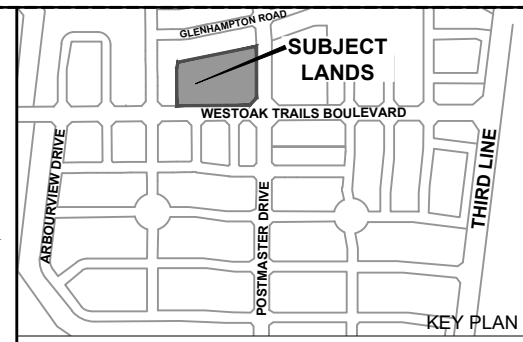 GLENHAMPTON ROAD
SUBJECT
LANDS
WESTOAK TRAILS BOULEVARD
ARBOURVIEW DRIVE
POSTMASTER DRIVE
THIRD LINE
KEY PLAN